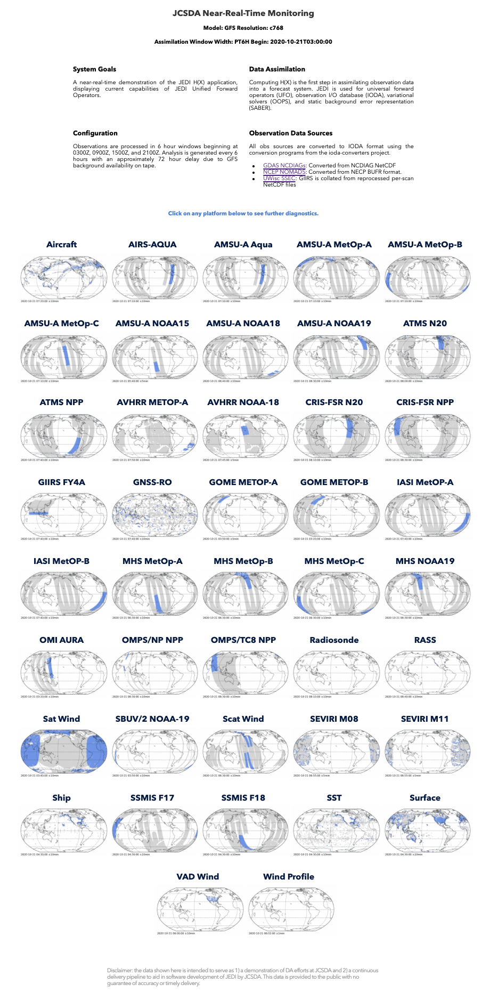 JCSDA Near-Real-Time Monitoring
Model: GFS Resolution: c768
Assimilation Window Width: PT6H Begin: 2020-10-21T03:00:00
System Goals
A near-real-time demonstration of the JEDI H(X) application,
displaying current capabilities of JEDI Unified Forward
Operators.
Data Assimilation
Computing H(X) is the first step in assimilating observation data
into a forecast system. JEDI is used for universal forward
operators (UFO), observation I/O database (IODA), variational
solvers (OOPS), and static background error representation
(SABER).
Configuration
Observations are processed in 6 hour windows beginning at
0300Z, 0900Z, 1500Z, and 2100Z. Analysis is generated every 6
hours with an approximately 72 hour delay due to GFS
background availability on tape.
Observation Data Sources
All obs sources are converted to IODA format using the
conversion programs from the ioda-converters project.
• GDAS NCDIAGs: Converted from NCDIAG NetCDF
• NCEP NOMADS: Converted from NECP BUFR format.
• UWisc SSEC: GIIRS is collated from reprocessed per-scan
NetCDF files
Click on any platform below to see further diagnostics.
Aircraft AIRS-AQUA AMSU-A Aqua AMSU-A MetOp-A AMSU-A MetOp-B
2020-10-21 07:20:00 ±10min 2020-10-21 07:10:00 ±10min 2020-10-21 07:10:00 ±10min 2020-10-21 07:10:00 ±10min 2020-10-21 07:10:00 ±10min
AMSU-A MetOp-C AMSU-A NOAA15 AMSU-A NOAA18 AMSU-A NOAA19 ATMS N20
2020-10-21 07:10:00 ±10min 2020-10-21 05:40:00 ±5min 2020-10-21 08:40:00 ±10min 2020-10-21 08:30:00 ±10min 2020-10-21 08:00:00 ±10min
ATMS NPP AVHRR METOP-A AVHRR NOAA-18 CRIS-FSR N20 CRIS-FSR NPP
2020-10-21 07:40:00 ±10min 2020-10-21 07:50:00 ±10min 2020-10-21 07:45:00 ±5min 2020-10-21 08:10:00 ±10min 2020-10-21 08:30:00 ±10min
GIIRS FY4A GNSS-RO GOME METOP-A GOME METOP-B IASI MetOP-A
2020-10-21 07:40:00 ±10min 2020-10-21 07:40:00 ±10min 2020-10-21 03:50:00 ±5min 2020-10-21 03:20:00 ±10min 2020-10-21 07:40:00 ±10min
IASI MetOP-B MHS MetOp-A MHS MetOp-B MHS MetOp-C MHS NOAA19
2020-10-21 07:40:00 ±10min 2020-10-21 06:30:00 ±10min 2020-10-21 06:30:00 ±10min 2020-10-21 06:30:00 ±10min 2020-10-21 06:30:00 ±10min
OMI AURA OMPS/NP NPP OMPS/TC8 NPP Radiosonde RASS
2020-10-21 03:20:00 ±10min 2020-10-21 08:30:00 ±10min 2020-10-21 08:30:00 ±10min 2020-10-21 08:10:00 ±10min 2020-10-21 08:40:00 ±10min
Sat Wind SBUV/2 NOAA-19 Scat Wind SEVIRI M08 SEVIRI M11
2020-10-21 03:40:00 ±10min 2020-10-21 03:50:00 ±10min 2020-10-21 06:30:00 ±10min 2020-10-21 06:55:00 ±5min 2020-10-21 06:55:00 ±5min
Ship SSMIS F17 SSMIS F18 SST Surface
2020-10-21 04:30:00 ±10min 2020-10-21 04:30:00 ±10min 2020-10-21 04:30:00 ±10min 2020-10-21 04:30:00 ±10min 2020-10-21 04:30:00 ±10min
VAD Wind Wind Profile
2020-10-21 06:00:00 ±10min 2020-10-21 06:02:00 ±1min
Disclaimer: the data shown here is intended to serve as 1) a demonstration of DA efforts at JCSDA and 2) a continuous
delivery pipeline to aid in software development of JEDI by JCSDA. This data is provided to the public with no
guarantee of accuracy or timely delivery.